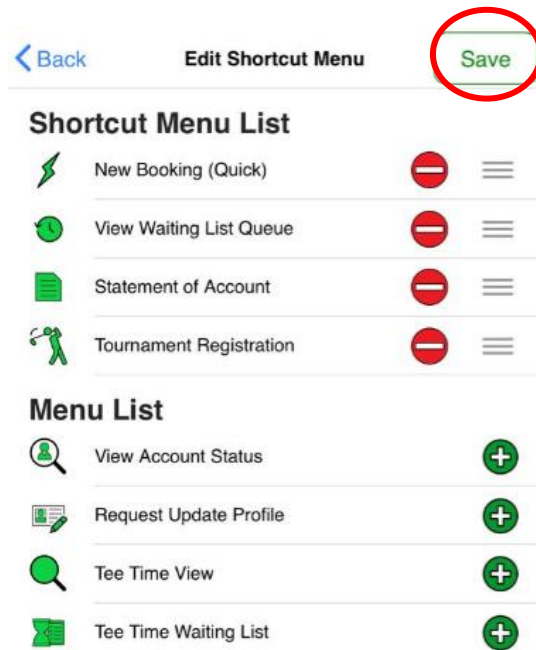 Back Edit Shortcut Menu Save
Shortcut Menu List
New Booking (Quick)
View Waiting List Queue
Statement of Account
Tournament Registration
Menu List
View Account Status
Request Update Profile
Tee Time View
Tee Time Waiting List